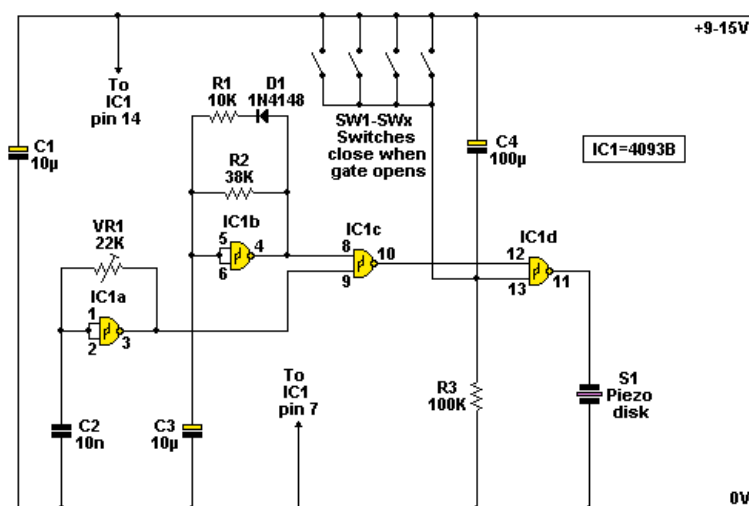 +9-15V
To
IC1
pin 14
R1
10K
D1
1N4148
SW1-SWx
Switches
close when
gate opens
C1
10µ
C4
100µ
IC1=4093B
R2
38K
VR1
22K
IC1b
5
6
4
IC1c
8
9
10
IC1d
12
13
11
IC1a
1
2
3
To
IC1
pin 7
R3
100K
S1
Piezo
disk
C2
10n
C3
10µ
0V